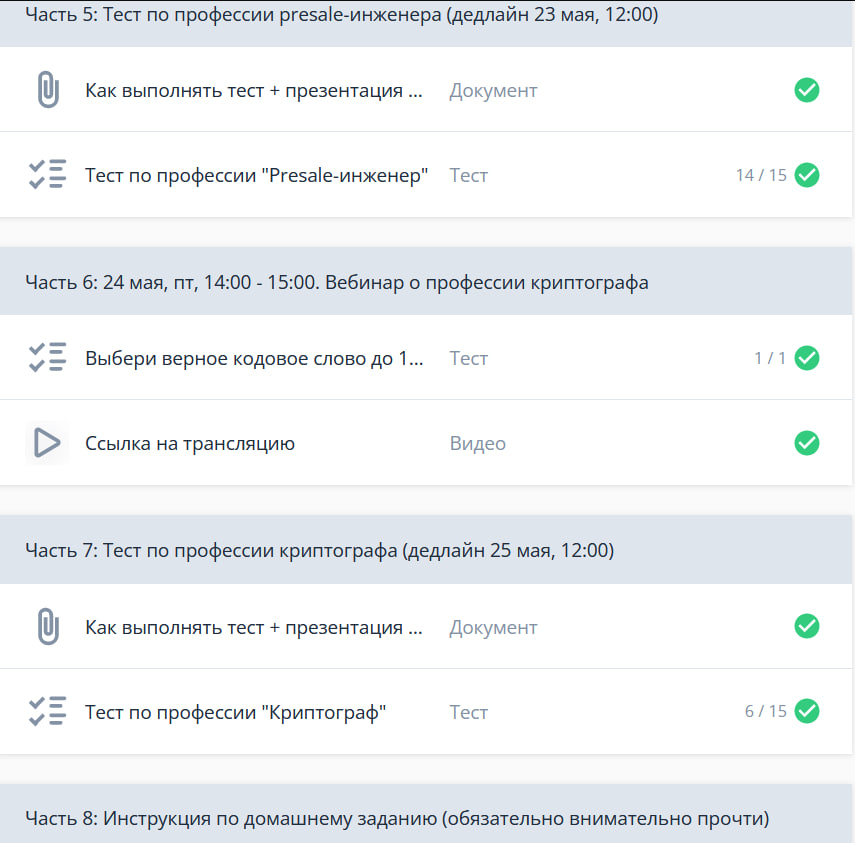 Часть 5: Тест по профессии presale-инженера (дедлайн 23 мая, 12:00)
Как выполнять тест + презентация ... Документ
Тест по профессии "Presale-инженер" Тест 14 / 15
Часть 6: 24 мая, пт, 14:00 - 15:00. Вебинар о профессии криптографа
Выбери верное кодовое слово до 1... Тест 1 / 1
Ссылка на трансляцию Видео
Часть 7: Тест по профессии криптографа (дедлайн 25 мая, 12:00)
Как выполнять тест + презентация ... Документ
Тест по профессии "Криптограф" Тест 6 / 15
Часть 8: Инструкция по домашнему заданию (обязательно внимательно прочти)